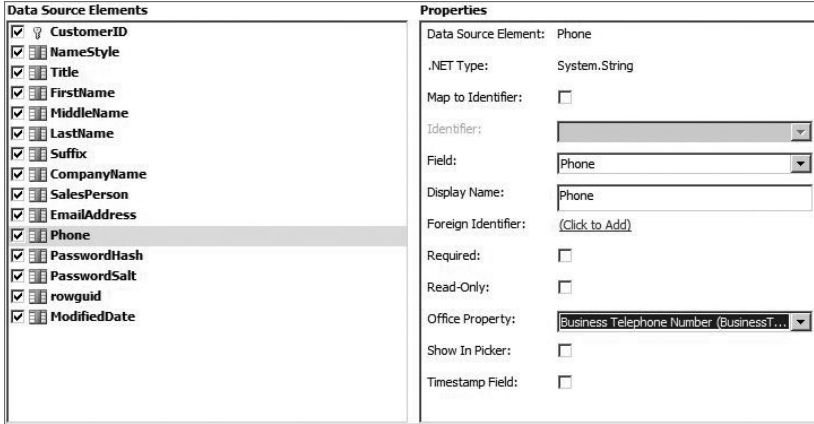 Data Source Elements
CustomerID
NameStyle
Title
FirstName
MiddleName
LastName
Suffix
CompanyName
SalesPerson
EmailAddress
Phone
PasswordHash
PasswordSalt
rowguid
ModifiedDate
Properties
Data Source Element: Phone
.NET Type: System.String
Map to Identifier:
Identifier:
Field: Phone
Display Name: Phone
Foreign Identifier: (Click to Add)
Required:
Read-Only:
Office Property: Business Telephone Number (BusinessT...
Show In Picker:
Timestamp Field: